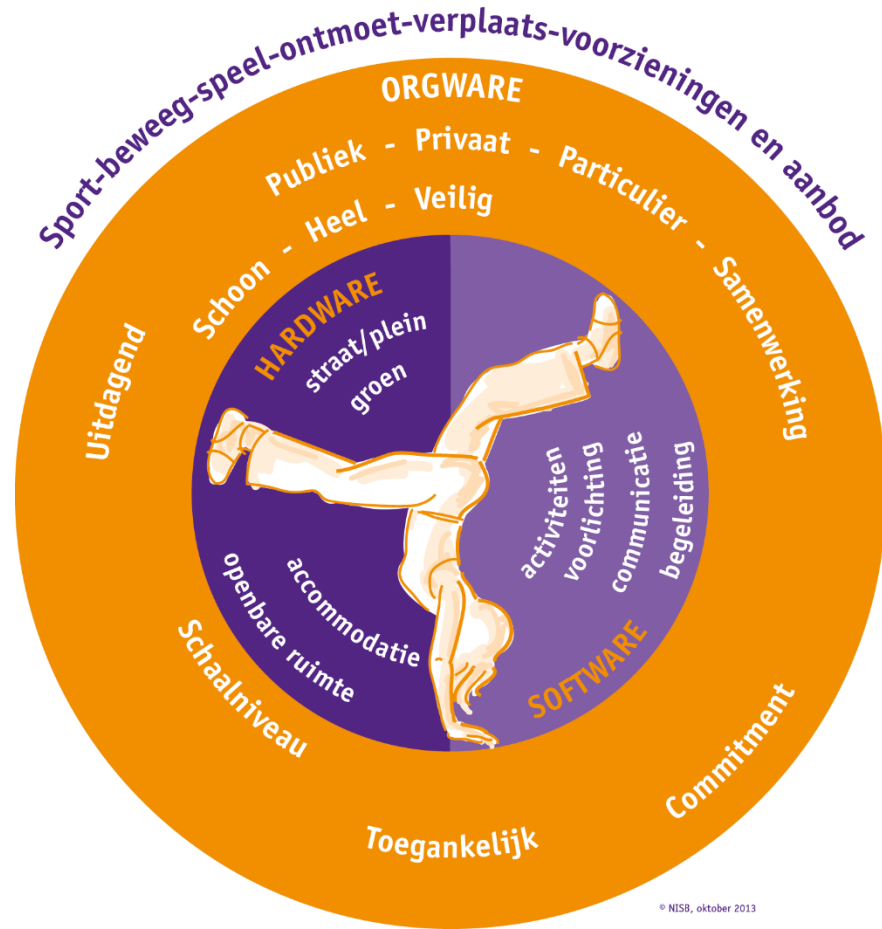 Sport-beweeg-speel-ontmoet-verplaats-voorzieningen en aanbod
ORGWARE
Publiek - Privaat - Particulier - Samenwerking
Schoon - Heel - Veilig
Uitdagend
HARDWARE
straat/plein
groen
accommodatie
openbare ruimte
activiteiten
voorlichting
communicatie
begeleiding
SOFTWARE
Schaalniveau
Toegankelijk
Commitment
© NISB, oktober 2013